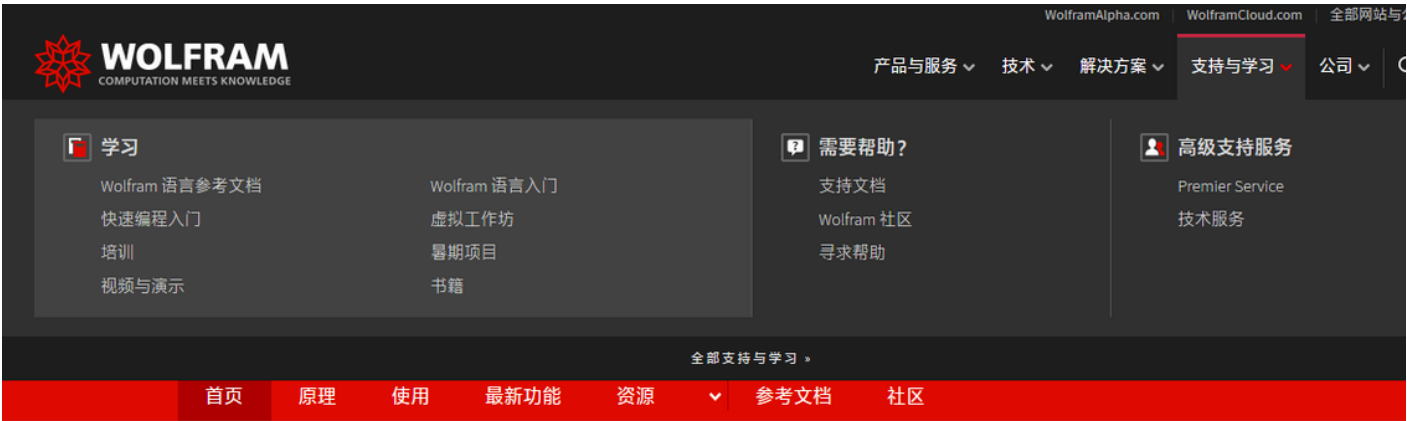 WolframAlpha.com WolframCloud.com 全部网站与
WOLFRAM
COMPUTATION MEETS KNOWLEDGE
产品与服务 技术 解决方案 支持与学习 公司
学习 需要帮助? 高级支持服务
Wolfram 语言参考文档 Wolfram 语言入门 支持文档 Premier Service
快速编程入门 虚拟工作坊 Wolfram 社区 技术服务
培训 暑期项目 寻求帮助
视频与演示 书籍
全部支持与学习 »
首页 原理 使用 最新功能 资源 参考文档 社区